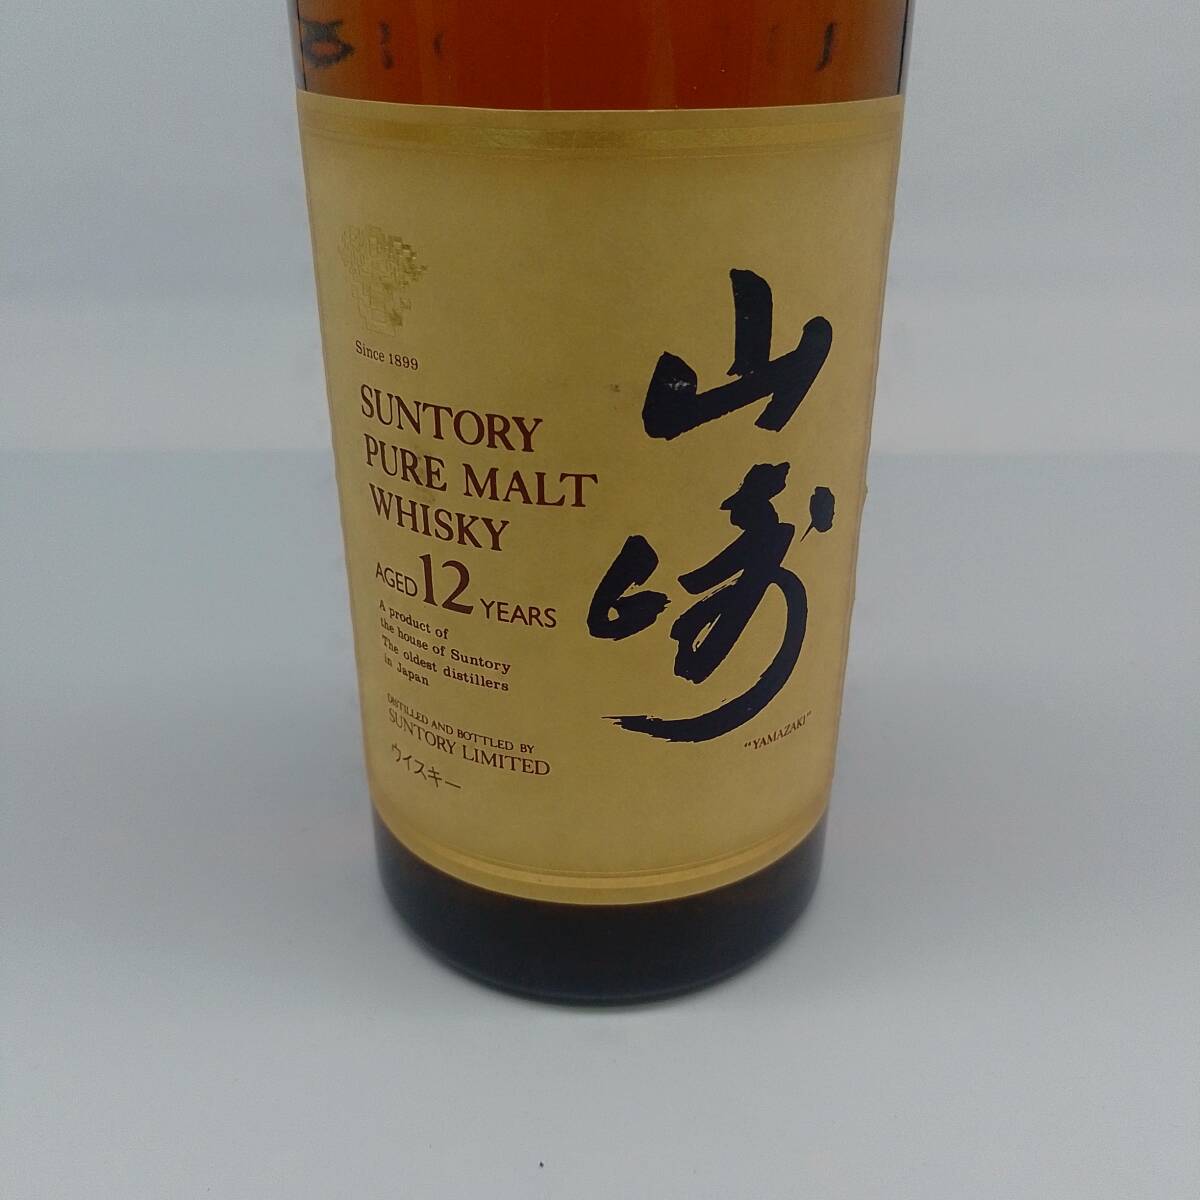 Since 1899
SUNTORY
PURE MALT
WHISKY
AGED 12 YEARS
A product of
the house of Suntory
The oldest distillers
in Japan
DISTILLED AND BOTTLED BY
SUNTORY LIMITED
ウイスキー
山崎
"YAMAZAKI"